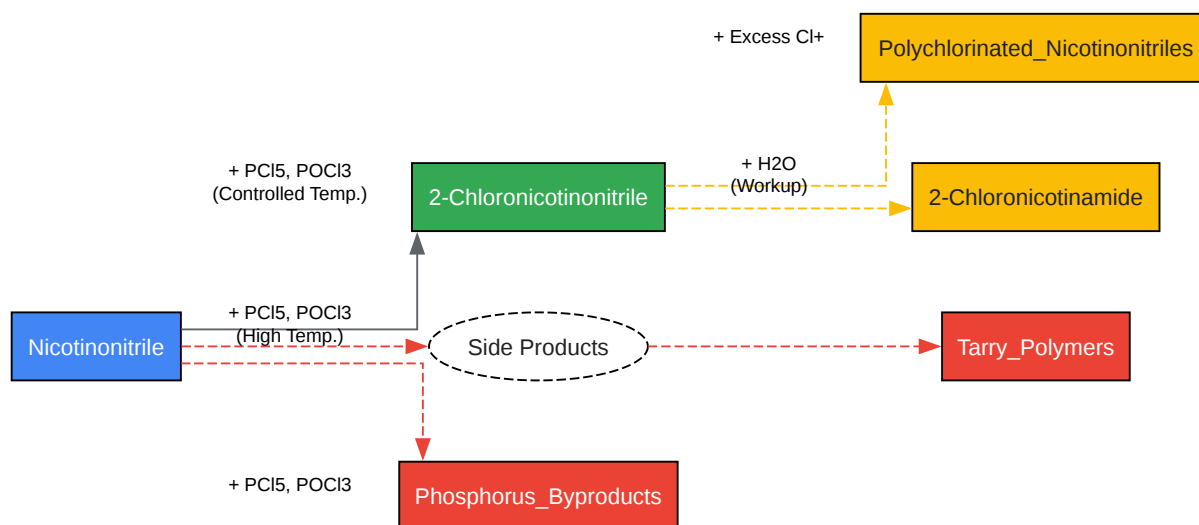 + Excess Cl+
Polychlorinated_Nicotinonitriles
+ PCl5, POCl3
(Controlled Temp.)
2-Chloronicotinonitrile
+ H2O
(Workup)
2-Chloronicotinamide
Nicotinonitrile
+ PCl5, POCl3
(High Temp.)
Side Products
Tarry_Polymers
+ PCl5, POCl3
Phosphorus_Byproducts